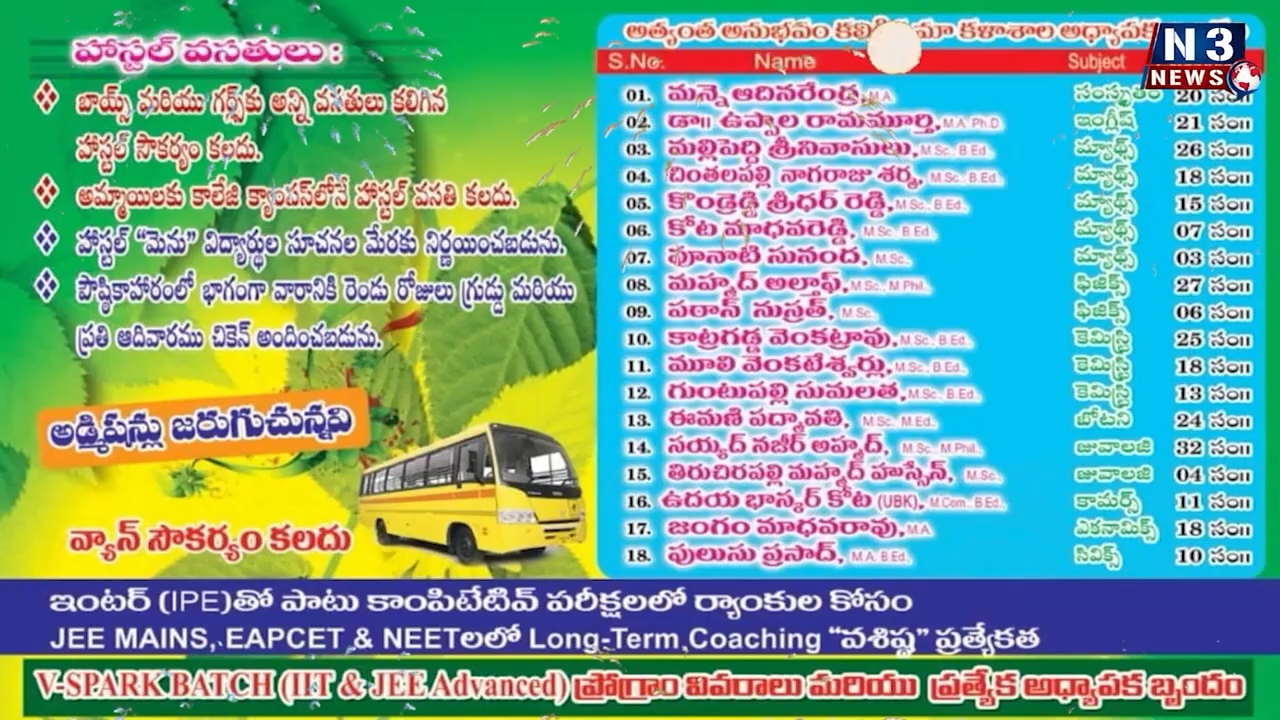 హాస్టల్ వసతులు :
❖ బాయ్స్ మరియు గర్ల్స్‌కు అన్ని వసతులు కలిగిన
హాస్టల్ సౌకర్యం కలదు.
❖ అమ్మాయిలకు కాలేజి క్యాంపస్‌లోనే హాస్టల్ వసతి కలదు.
❖ హాస్టల్ “మెను” విద్యార్థుల సూచనల మేరకు నిర్ణయించబడును.
❖ పౌష్ఠికాహారంలో భాగంగా వారానికి రెండు రోజులు గ్రుడ్డు మరియు
ప్రతి ఆదివారము చికెన్ అందించబడును.
అడ్మిషన్లు జరుగుచున్నవి
వ్యాన్ సౌకర్యం కలదు
అత్యంత అనుభవం మా కళాశాల
N3
NEWS
S.No. Name Subject
01. మన్నె ఆదినరేంద్ర, M.A. సంస్కృతం 20 సం॥
02. డా॥ ఉప్పాల రామమూర్తి, M.A. Ph.D ఇంగ్లీష్ 21 సం॥
03. మల్లిపెద్ది శ్రీనివాసులు, M.Sc., B.Ed., మ్యాథ్స్ 26 సం॥
04. చింతలపల్లి నాగరాజు శర్మ, M.Sc., B.Ed., మ్యాథ్స్ 18 సం॥
05. కొండ్రెడ్డి శ్రీధర్ రెడ్డి, M.Sc., B.Ed., మ్యాథ్స్ 15 సం॥
06. కోట మాధవరెడ్డి, M.Sc., B.Ed., మ్యాథ్స్ 07 సం॥
07. పూనాటి సునంద, M.Sc., మ్యాథ్స్ 03 సం॥
08. మహ్మద్ అల్తాఫ్, M.Sc., M.Phil., ఫిజిక్స్ 27 సం॥
09. పఠాన్ నుస్రత్, M.Sc., ఫిజిక్స్ 06 సం॥
10. కాట్రగడ్డ వెంకట్రావు, M.Sc., B.Ed., కెమిస్ట్రీ 25 సం॥
11. మూలి వెంకటేశ్వర్లు, M.Sc., B.Ed., కెమిస్ట్రీ 18 సం॥
12. గుంటుపల్లి సుమలత, M.Sc., B.Ed., కెమిస్ట్రీ 13 సం॥
13. ఈమణి పద్మావతి, M.Sc., M.Ed., బోటని 24 సం॥
14. సయ్యద్ నజీర్ అహ్మద్, M.Sc., M.Phil., జువాలజి 32 సం॥
15. తిరుచిరపల్లి మహ్మద్ హుస్సేన్, M.Sc., జువాలజి 04 సం॥
16. ఉదయ భాస్కర్ కోట (UBK), M.Com., B.Ed., కామర్స్ 11 సం॥
17. జంగం మాధవరావు, M.A. ఎకనామిక్స్ 18 సం॥
18. పులుసు ప్రసాద్, M.A. B.Ed., సివిక్స్ 10 సం॥
ఇంటర్ (IPE)తో పాటు కాంపిటేటివ్ పరీక్షలలో ర్యాంకుల కోసం
JEE MAINS, EAPCET & NEETలలో Long-Term Coaching “వశిష్ఠ” ప్రత్యేకత
V-SPARK BATCH (IIT & JEE Advanced) ప్రోగ్రాం వివరాలు మరియు ప్రత్యేక అధ్యాపక బృందం